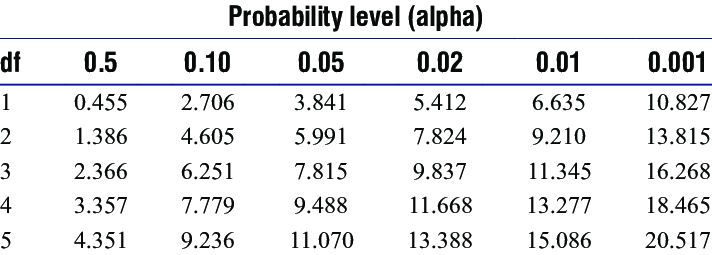 Probability level (alpha)
df 0.5 0.10 0.05 0.02 0.01 0.001
1 0.455 2.706 3.841 5.412 6.635 10.827
2 1.386 4.605 5.991 7.824 9.210 13.815
3 2.366 6.251 7.815 9.837 11.345 16.268
4 3.357 7.779 9.488 11.668 13.277 18.465
5 4.351 9.236 11.070 13.388 15.086 20.517